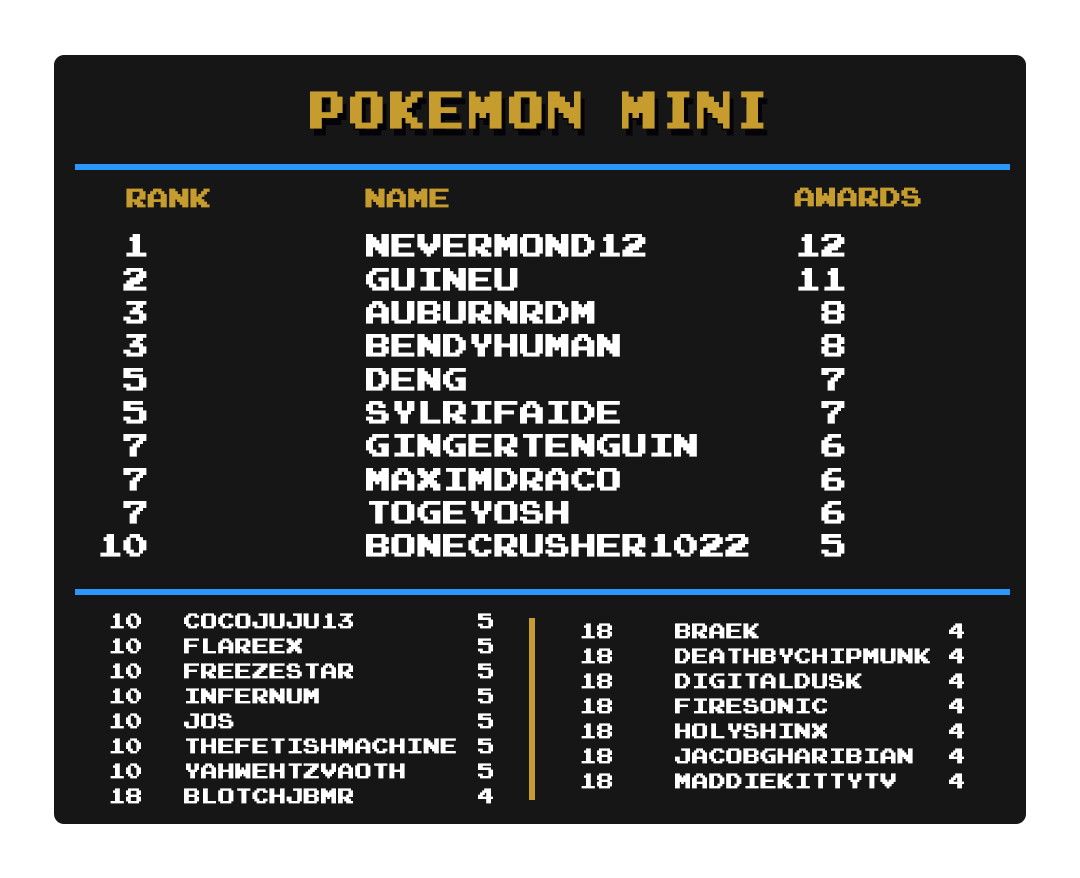 POKEMON MINI
RANK NAME AWARDS
1 NEVERMOND12 12
2 GUINEU 11
3 AUBURNRDM 8
3 BENDYHUMAN 8
5 DENG 7
5 SYLRIFAIDE 7
7 GINGERTENGUIN 6
7 MAXIMDRACO 6
7 TOGEYOSH 6
10 BONECRUSHER1022 5
10 COCOJUJU13 5
10 FLAREEX 5
10 FREEZESTAR 5
10 INFERNUM 5
10 JOS 5
10 THEFETISHMACHINE 5
10 YAHWEHTZVAOTH 5
18 BLOTCHJBMR 4
18 BRAEK 4
18 DEATHBYCHIPMUNK 4
18 DIGITALDUSK 4
18 FIRESONIC 4
18 HOLYSHINX 4
18 JACOBGHARIBIAN 4
18 MADDIEKITTYTV 4